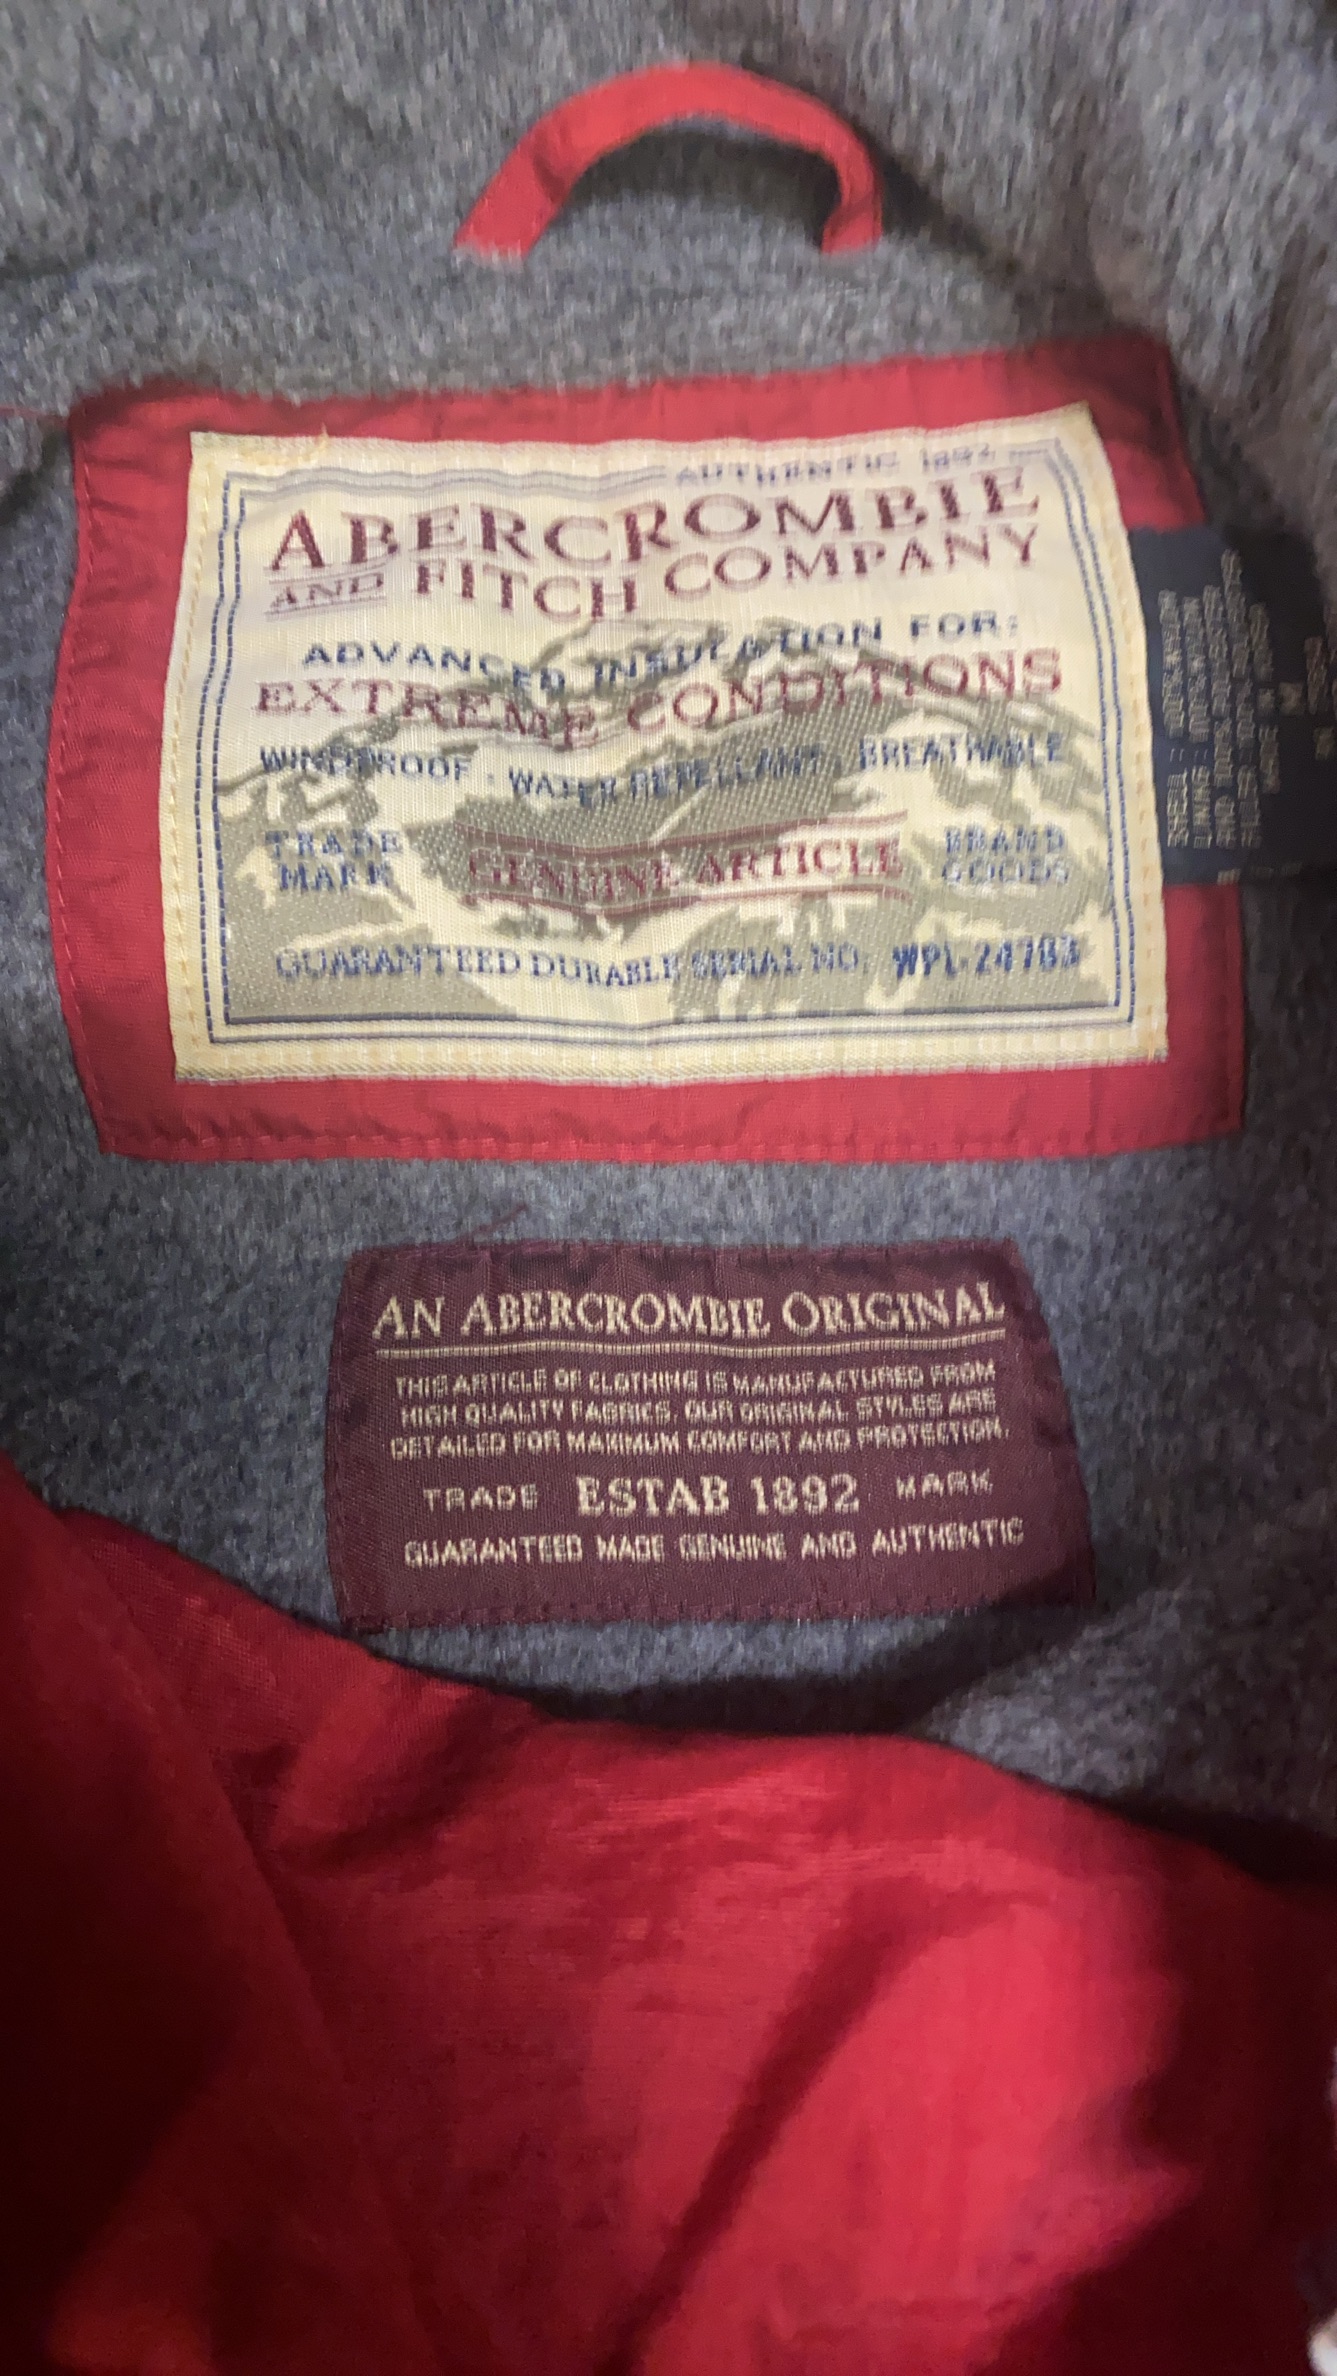 AUTHENTIC 1892
ABERCROMBIE
AND FITCH COMPANY
ADVANCED INSULATION FOR:
EXTREME CONDITIONS
WINDPROOF · WATER REPELLANT · BREATHABLE
TRADE MARK
GENUINE ARTICLE
BRAND GOODS
GUARANTEED DURABLE SERIAL NO. WPL-24783
AN ABERCROMBIE ORIGINAL
THIS ARTICLE OF CLOTHING IS MANUFACTURED FROM
HIGH QUALITY FABRICS. OUR ORIGINAL STYLES ARE
DETAILED FOR MAXIMUM COMFORT AND PROTECTION.
TRADE ESTAB 1892 MARK
GUARANTEED MADE GENUINE AND AUTHENTIC